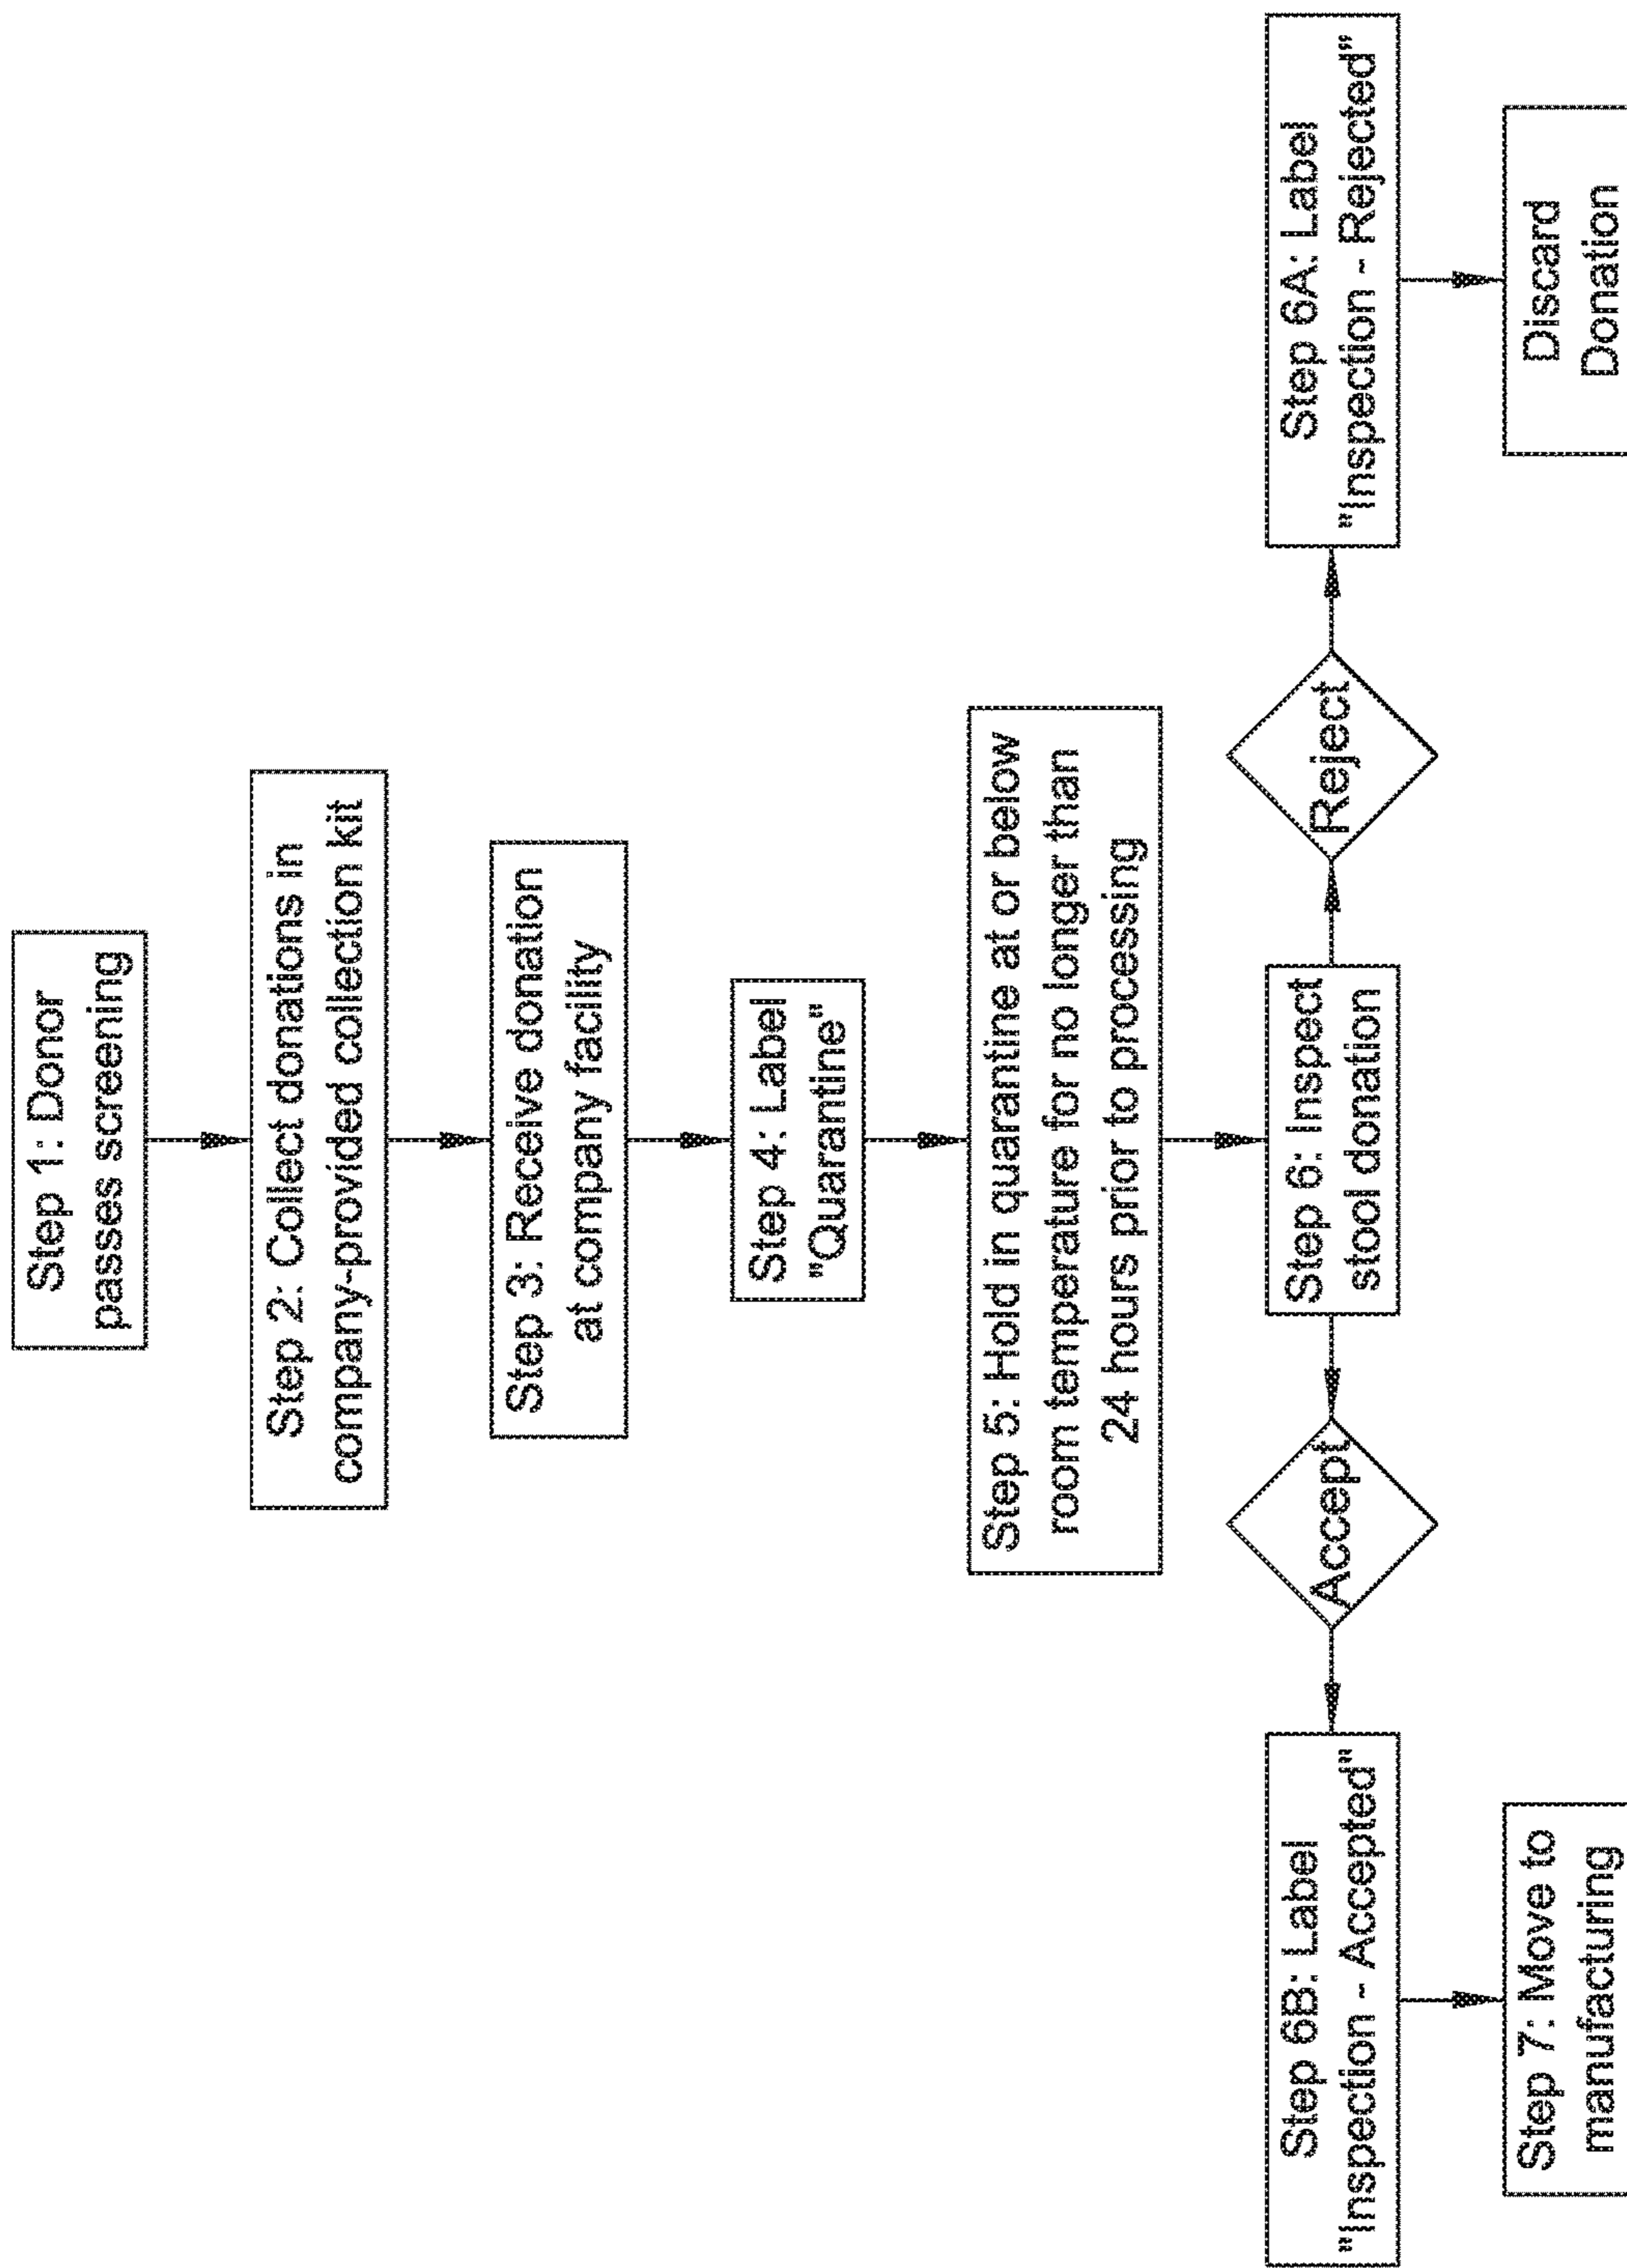 Step 1: Donor
passes screening
Step 2: Collect donations in
company-provided collection kit
Step 3: Receive donation
at company facility
Step 4: Label
"Quarantine"
Step 5: Hold in quarantine at or below
room temperature for no longer than
24 hours prior to processing
Step 6: Inspect
stool donation
Accept
Reject
Step 6B: Label
"Inspection - Accepted"
Step 6A: Label
"Inspection - Rejected"
Step 7: Move to
manufacturing
Discard
Donation